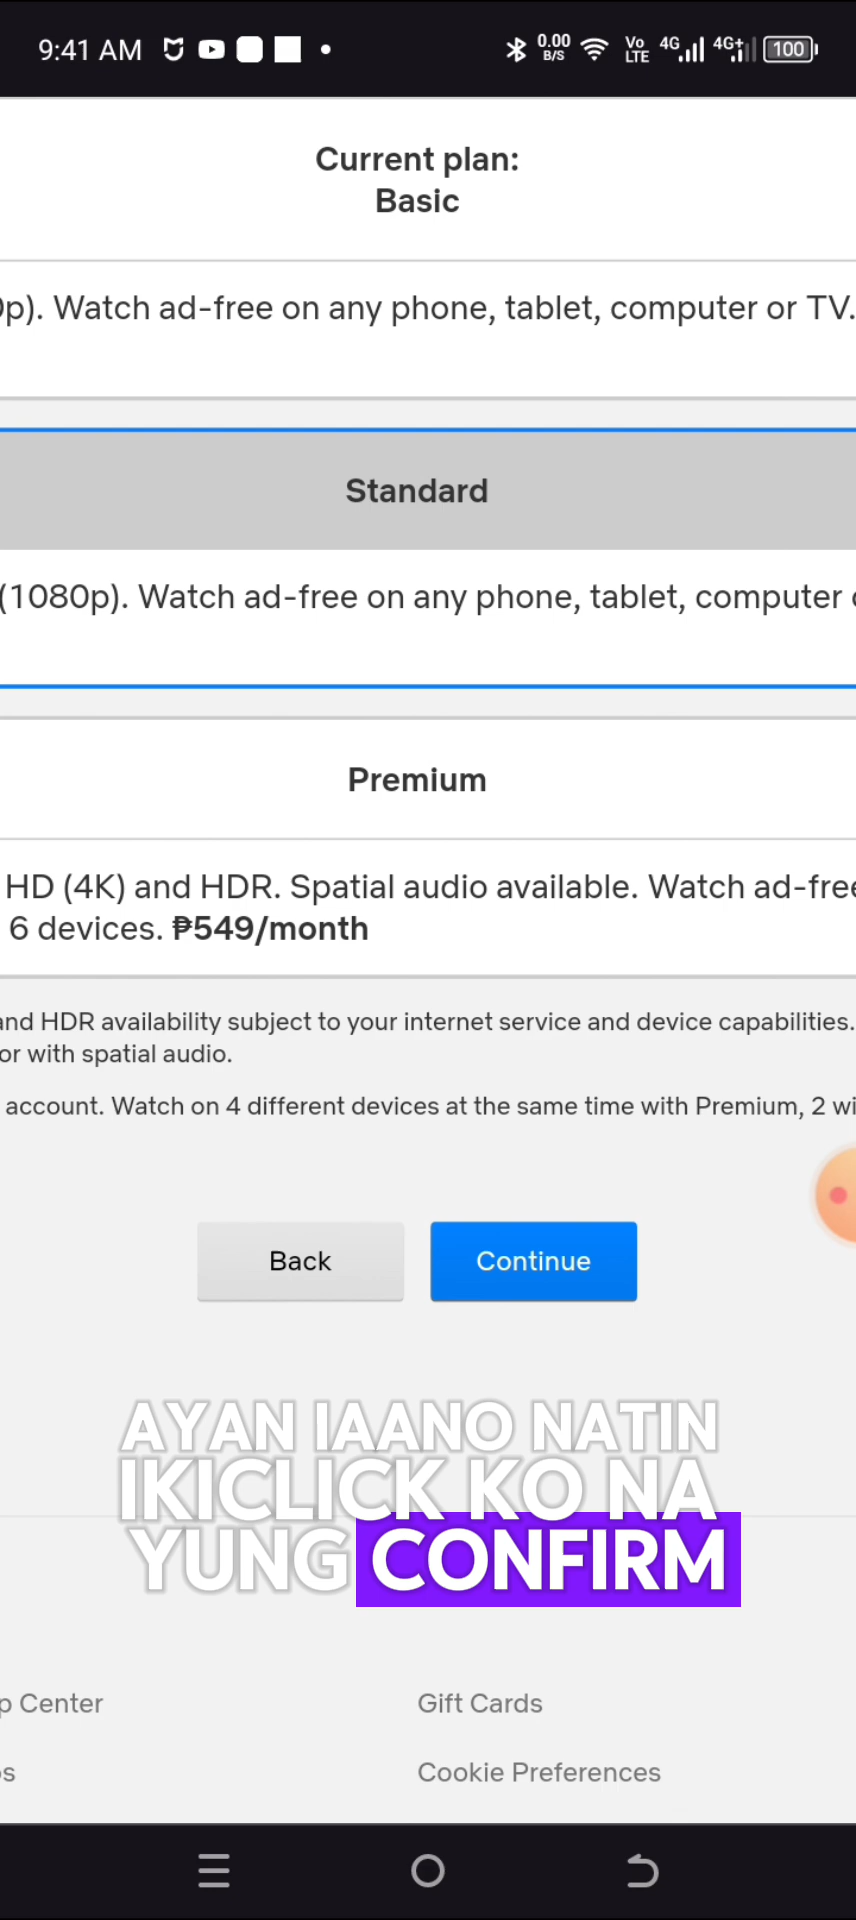 9:41 AM
0.00 B/S
Vo LTE
4G
4G+
100
Current plan:
Basic
p). Watch ad-free on any phone, tablet, computer or TV.
Standard
(1080p). Watch ad-free on any phone, tablet, computer
Premium
HD (4K) and HDR. Spatial audio available. Watch ad-free
6 devices. ₱549/month
and HDR availability subject to your internet service and device capabilities.
or with spatial audio.
account. Watch on 4 different devices at the same time with Premium, 2 wi
Back
Continue
AYAN IAANO NATIN
IKICLICK KO NA
YUNG CONFIRM
p Center
Gift Cards
s
Cookie Preferences